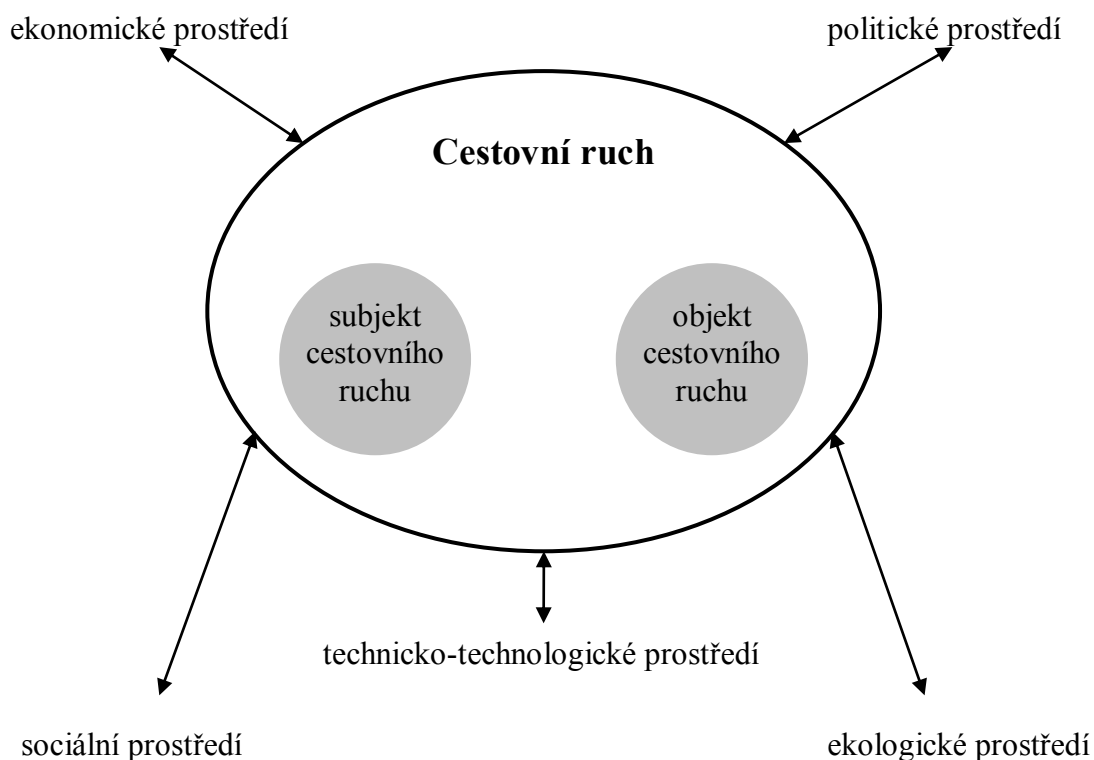 ekonomické prostředí
politické prostředí
Cestovní ruch
subjekt
cestovního
ruchu
objekt
cestovního
ruchu
technicko-technologické prostředí
sociální prostředí
ekologické prostředí